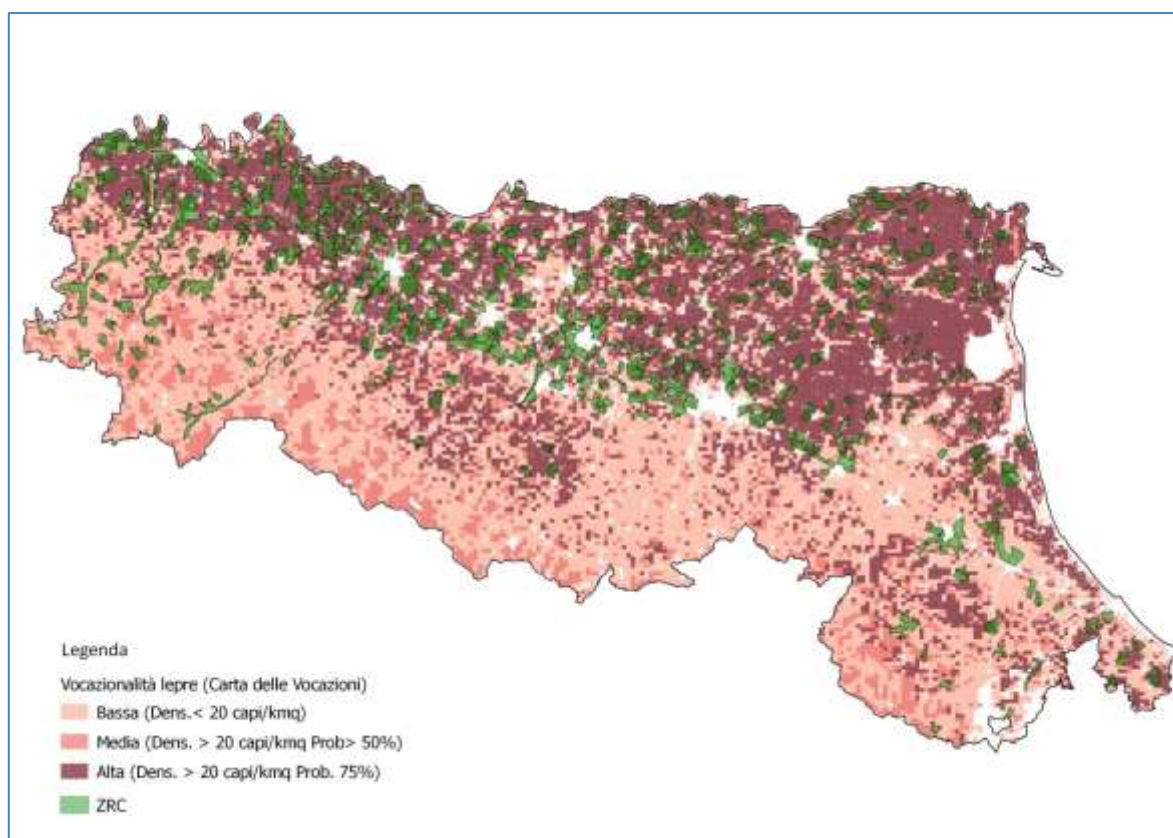 Legenda
Vocazionalità lepre (Carta delle Vocazioni)
Bassa (Dens.< 20 capi/kmq)
Media (Dens. > 20 capi/kmq Prob> 50%)
Alta (Dens. > 20 capi/kmq Prob. 75%)
ZRC